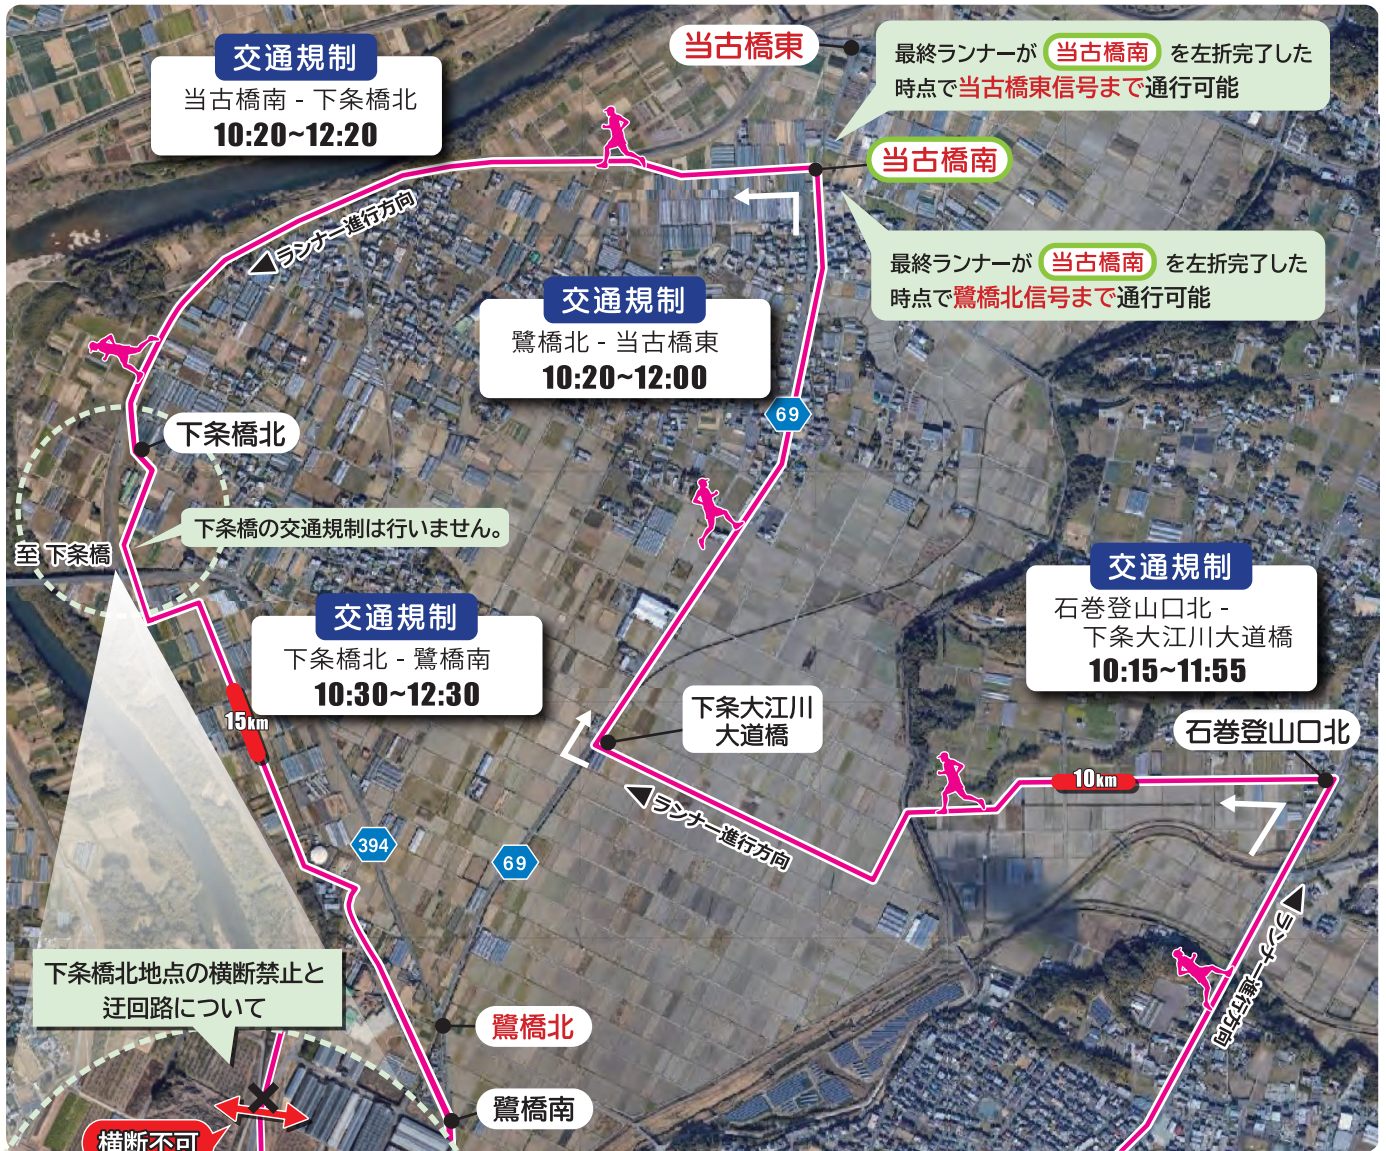 交通規制
当古橋南 - 下条橋北
10:20~12:20
当古橋東
最終ランナーが 当古橋南 を左折完了した
時点で当古橋東信号まで通行可能
当古橋南
ランナー進行方向
最終ランナーが 当古橋南 を左折完了した
時点で鷺橋北信号まで通行可能
交通規制
鷺橋北 - 当古橋東
10:20~12:00
69
下条橋北
下条橋の交通規制は行いません。
至 下条橋
交通規制
下条橋北 - 鷺橋南
10:30~12:30
交通規制
石巻登山口北 -
下条大江川大道橋
10:15~11:55
15km
下条大江川
大道橋
石巻登山口北
10km
ランナー進行方向
394
69
ランナー進行方向
下条橋北地点の横断禁止と
迂回路について
鷺橋北
鷺橋南
横断不可